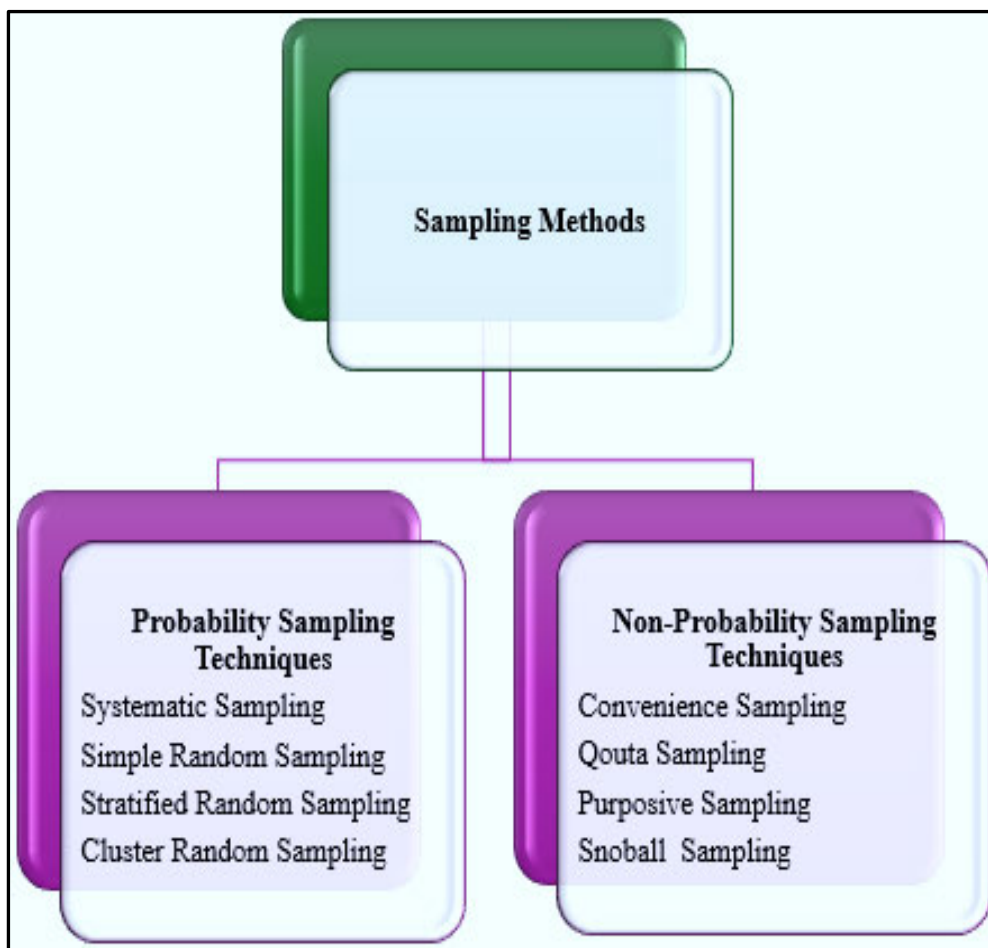 Sampling Methods
Probability Sampling
Techniques
Systematic Sampling
Simple Random Sampling
Stratified Random Sampling
Cluster Random Sampling
Non-Probability Sampling
Techniques
Convenience Sampling
Qouta Sampling
Purposive Sampling
Snoball  Sampling